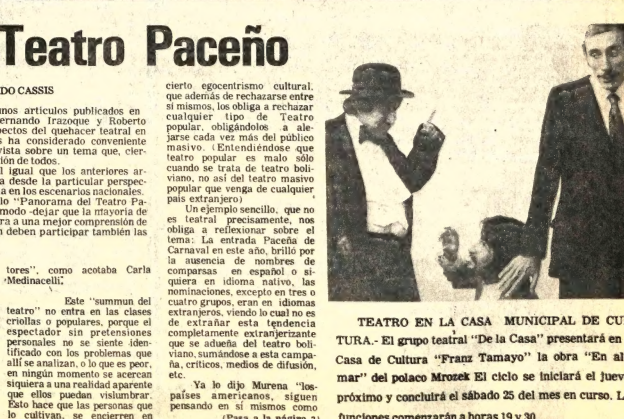 Teatro Paceño
DO CASSIS
nos artículos publicados en
ernando Irazoque y Roberto
pectos del quehacer teatral en
s ha considerado conveniente
vista sobre un tema que, cier-
ión de todos.
l igual que los anteriores ar-
a desde la particular perspec-
a en los escenarios nacionales.
lo "Panorama del Teatro Pa-
modo -dejar que la mayoria de
ra a una mejor comprensión de
n deben participar también las
tores", como acotaba Carla
Medinacelli.
Este "summun del
teatro" no entra en las clases
criollas o populares, porque el
espectador sin pretensiones
personales no se siente iden-
tificado con los problemas que
allí se analizan, o lo que es peor,
en ningún momento se acercan
siquiera a una realidad aparente
que ellos puedan vislumbrar.
Esto hace que las personas que
lo cultivan, se encierren en
cierto egocentrismo cultural,
que además de rechazarse entre
sí mismos, los obliga a rechazar
cualquier tipo de Teatro
popular, obligándolos a ale-
jarse cada vez más del público
masivo. (Entendiéndose que
teatro popular es malo sólo
cuando se trata de teatro boli-
viano, no así del teatro masivo
popular que venga de cualquier
país extranjero)
Un ejemplo sencillo, que no
es teatral precisamente, nos
obliga a reflexionar sobre el
tema: La entrada Paceña de
Carnaval en este año, brilló por
la ausencia de nombres de
comparsas en español o si-
quiera en idioma nativo, las
nominaciones, excepto en tres o
cuatro grupos, eran en idiomas
extranjeros, viendo lo cual no es
de extrañar esta tendencia
completamente extranjerizante
que se adueña del teatro boli-
viano, sumándose a esta campa-
ña, críticos, medios de difusión,
etc.
Ya lo dijo Murena "los
países americanos, siguen
pensando en sí mismos como
(Pasa a la página 2)
TEATRO EN LA CASA MUNICIPAL DE CU
TURA.- El grupo teatral "De la Casa" presentará en
Casa de Cultura "Franz Tamayo" la obra "En al
mar" del polaco Mrozek El ciclo se iniciará el juev
próximo y concluirá el sábado 25 del mes en curso. L
funciones comenzarán a horas 19 y 30